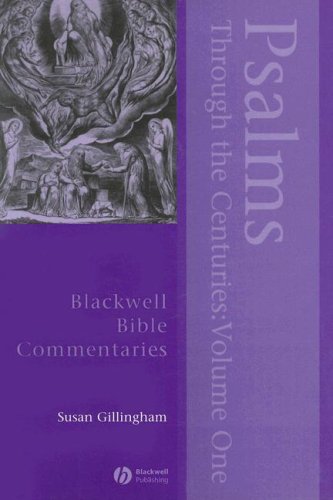 Psalms
Through the Centuries: Volume One
Blackwell
Bible
Commentaries
Susan Gillingham
Blackwell
Publishing